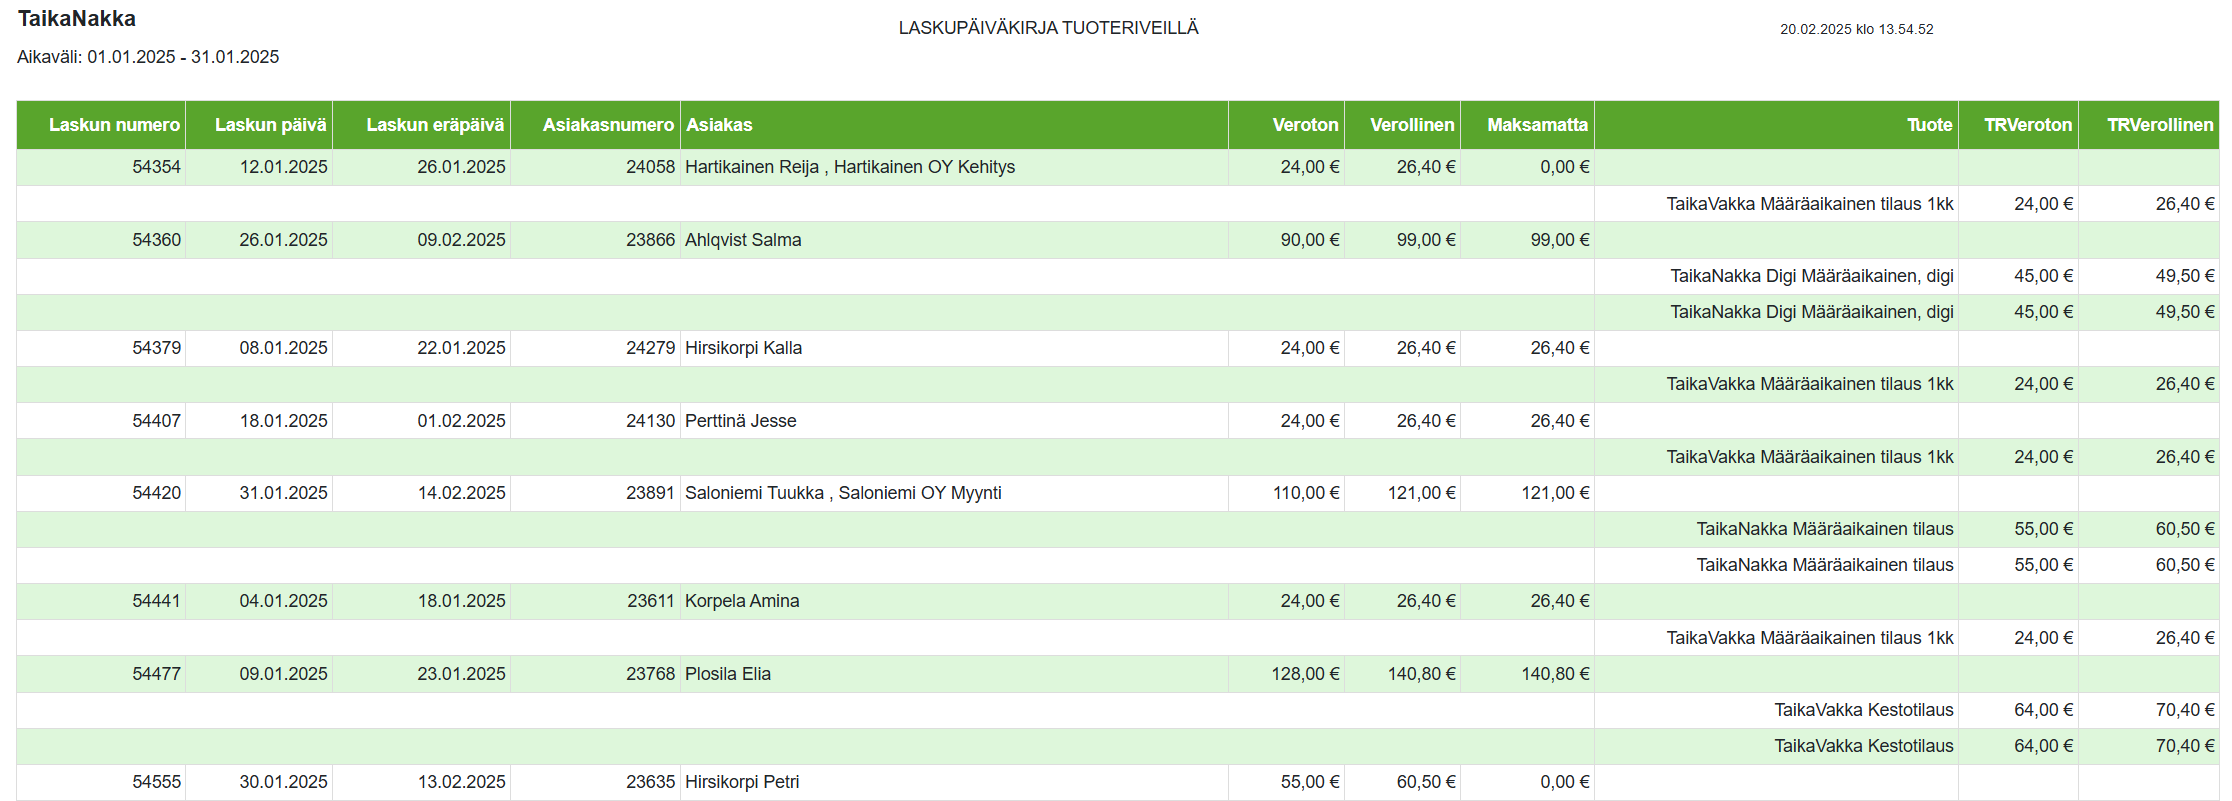 TaikaNakka
LASKUPÄIVÄKIRJA TUOTERIVEILLÄ
20.02.2025 klo 13.54.52
Aikaväli: 01.01.2025 - 31.01.2025
Laskun numero Laskun päivä Laskun eräpäivä Asiakasnumero Asiakas Veroton Verollinen Maksamatta Tuote TRVeroton TRVerollinen
54354 12.01.2025 26.01.2025 24058 Hartikainen Reija , Hartikainen OY Kehitys 24,00 € 26,40 € 0,00 €
TaikaVakka Määräaikainen tilaus 1kk 24,00 € 26,40 €
54360 26.01.2025 09.02.2025 23866 Ahlqvist Salma 90,00 € 99,00 € 99,00 €
TaikaNakka Digi Määräaikainen, digi 45,00 € 49,50 €
TaikaNakka Digi Määräaikainen, digi 45,00 € 49,50 €
54379 08.01.2025 22.01.2025 24279 Hirsikorpi Kalla 24,00 € 26,40 € 26,40 €
TaikaVakka Määräaikainen tilaus 1kk 24,00 € 26,40 €
54407 18.01.2025 01.02.2025 24130 Perttinä Jesse 24,00 € 26,40 € 26,40 €
TaikaVakka Määräaikainen tilaus 1kk 24,00 € 26,40 €
54420 31.01.2025 14.02.2025 23891 Saloniemi Tuukka , Saloniemi OY Myynti 110,00 € 121,00 € 121,00 €
TaikaNakka Määräaikainen tilaus 55,00 € 60,50 €
TaikaNakka Määräaikainen tilaus 55,00 € 60,50 €
54441 04.01.2025 18.01.2025 23611 Korpela Amina 24,00 € 26,40 € 26,40 €
TaikaVakka Määräaikainen tilaus 1kk 24,00 € 26,40 €
54477 09.01.2025 23.01.2025 23768 Plosila Elia 128,00 € 140,80 € 140,80 €
TaikaVakka Kestotilaus 64,00 € 70,40 €
TaikaVakka Kestotilaus 64,00 € 70,40 €
54555 30.01.2025 13.02.2025 23635 Hirsikorpi Petri 55,00 € 60,50 € 0,00 €